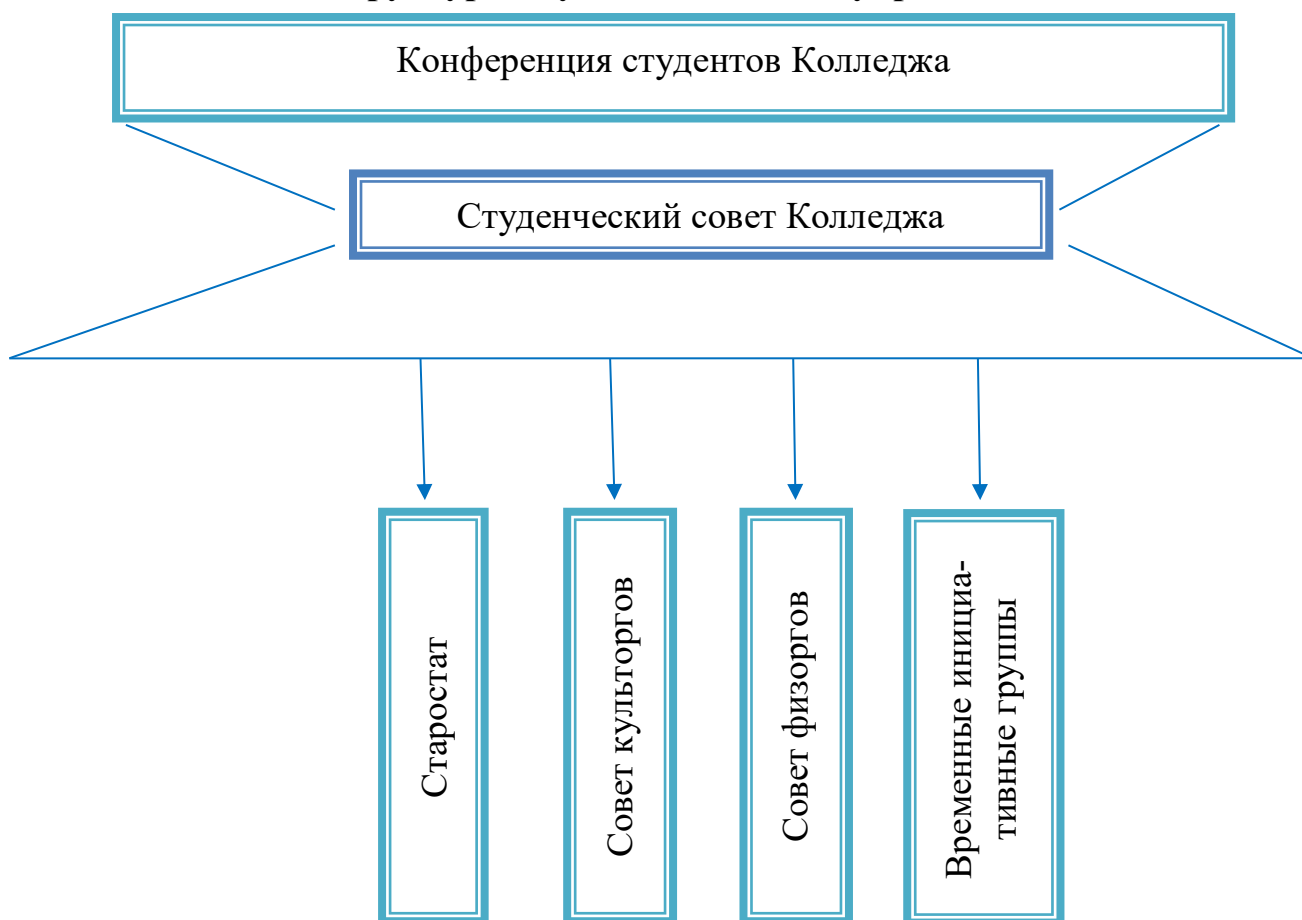 Конференция студентов Колледжа
Студенческий совет Колледжа
Старостат
Совет культоргов
Совет физоргов
Временные инициа-
тивные группы